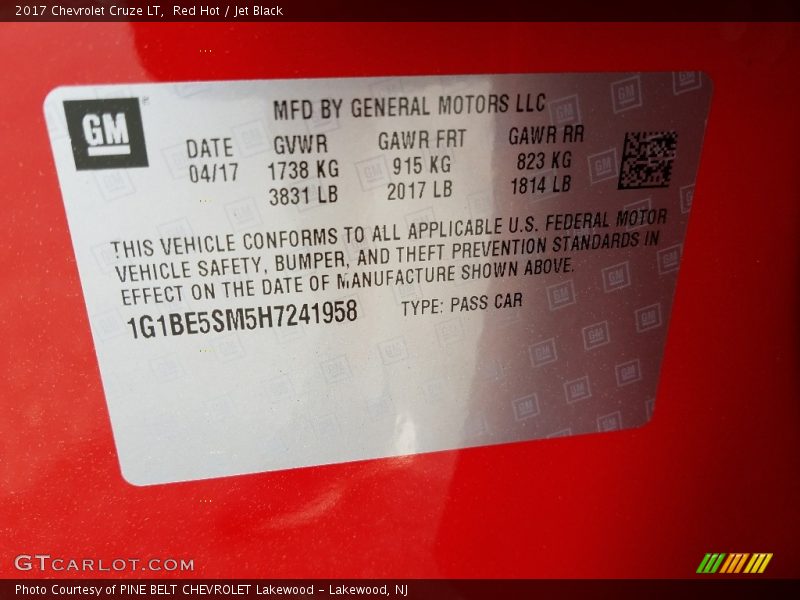 2017 Chevrolet Cruze LT,  Red Hot / Jet Black
GM
MFD BY GENERAL MOTORS LLC
DATE GVWR GAWR FRT GAWR RR
04/17 1738 KG 915 KG 823 KG
3831 LB 2017 LB 1814 LB
THIS VEHICLE CONFORMS TO ALL APPLICABLE U.S. FEDERAL MOTOR
VEHICLE SAFETY, BUMPER, AND THEFT PREVENTION STANDARDS IN
EFFECT ON THE DATE OF MANUFACTURE SHOWN ABOVE.
1G1BE5SM5H7241958 TYPE: PASS CAR
GTCARLOT.COM
Photo Courtesy of PINE BELT CHEVROLET Lakewood - Lakewood, NJ